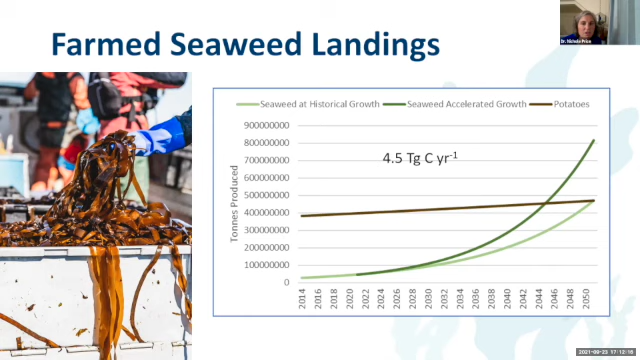 Farmed Seaweed Landings
Dr. Nichole Price
Seaweed at Historical Growth Seaweed Accelerated Growth Potatoes
4.5 Tg C yr-1
Tonnes Produced
900000000
800000000
700000000
600000000
500000000
400000000
300000000
200000000
100000000
0
2014 2016 2018 2020 2022 2024 2026 2028 2030 2032 2034 2036 2038 2040 2042 2044 2046 2048 2050
2021-09-23 17:12:16